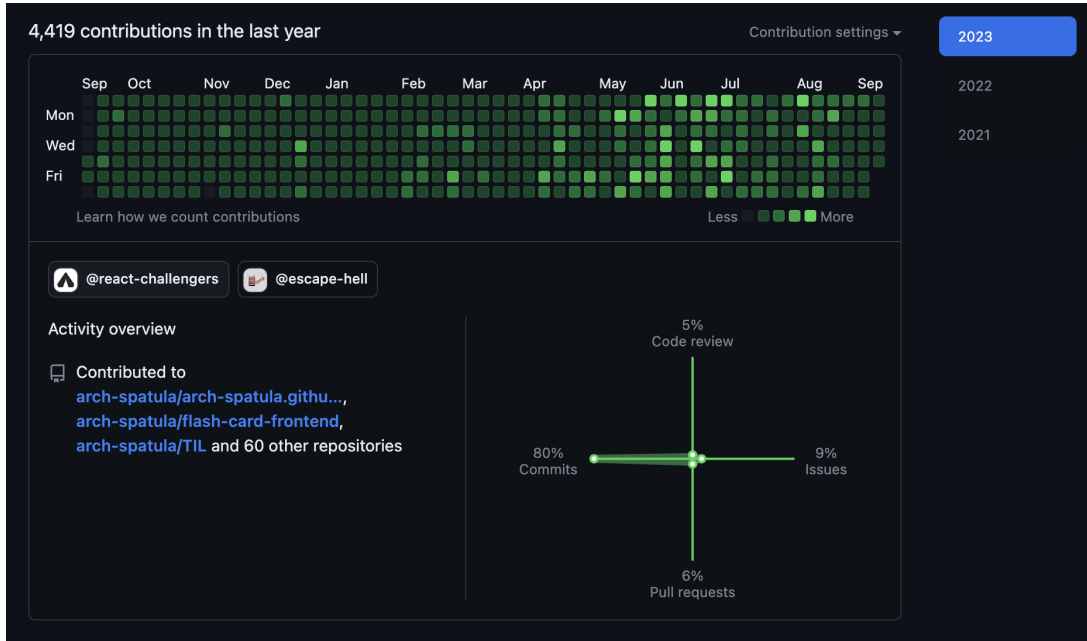 4,419 contributions in the last year
Contribution settings
2023
2022
2021
Sep Oct Nov Dec Jan Feb Mar Apr May Jun Jul Aug Sep
Mon
Wed
Fri
Learn how we count contributions
Less More
@react-challengers @escape-hell
Activity overview
Contributed to
arch-spatula/arch-spatula.githu...,
arch-spatula/flash-card-frontend,
arch-spatula/TIL and 60 other repositories
5%
Code review
80%
Commits
9%
Issues
6%
Pull requests